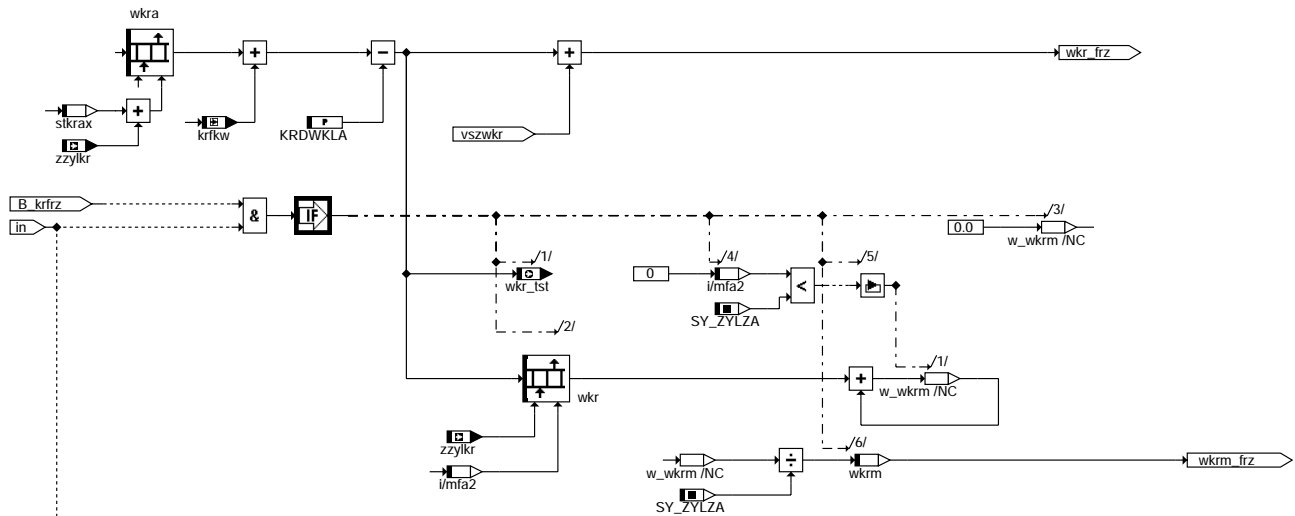 wkra
+
−
+
wkr_frz
stkrax
+
krfkw
P
KRDWKLA
vszwkr
zzylkr
B_krfrz
in
&
IF
/3/
0.0
w_wkrm /NC
/1/
wkr_tst
/4/
0
i/mfa2
<
/5/
SY_ZYLZA
/2/
/1/
+
w_wkrm /NC
wkr
zzylkr
i/mfa2
/6/
w_wkrm /NC
÷
wkrm
wkrm_frz
SY_ZYLZA